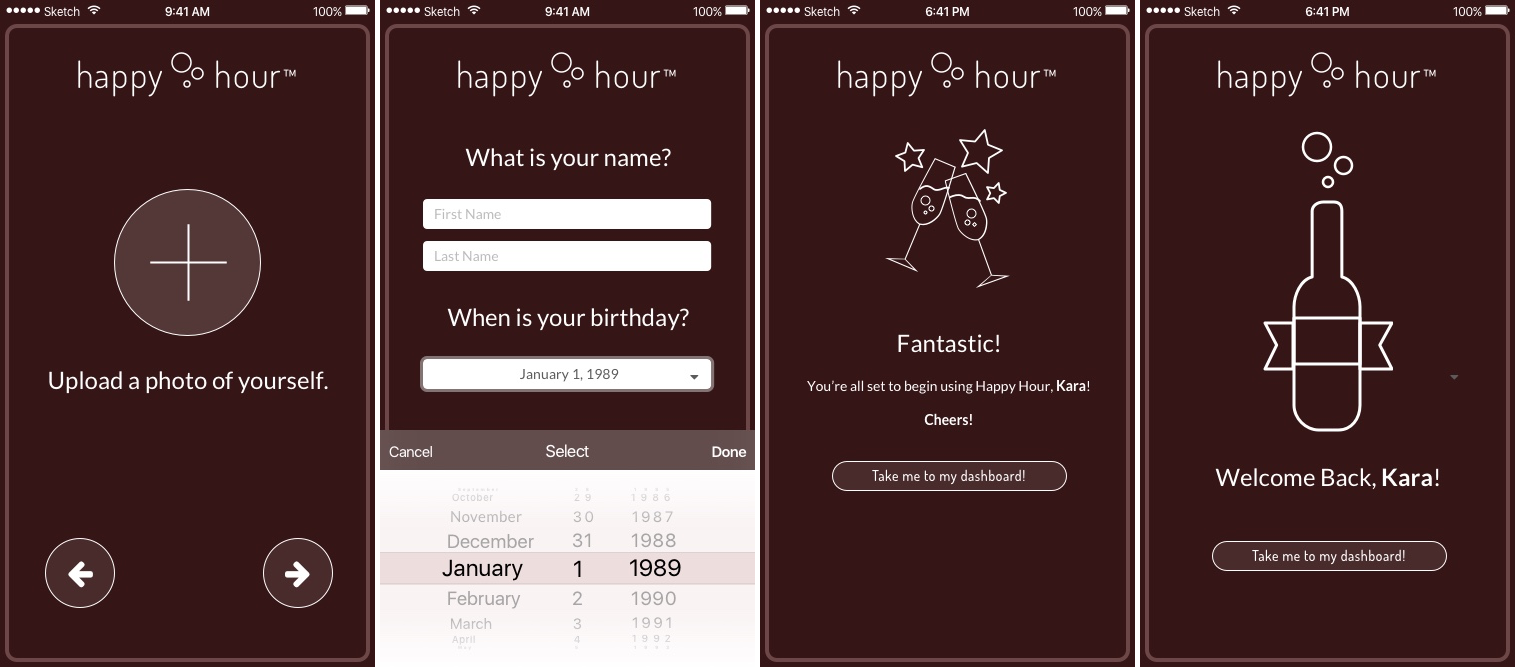 Sketch 9:41 AM 100%
happy hour™
Upload a photo of yourself.
Sketch 9:41 AM 100%
happy hour™
What is your name?
First Name
Last Name
When is your birthday?
January 1, 1989
Cancel Select Done
October 29 1986
November 30 1987
December 31 1988
January 1 1989
February 2 1990
March 3 1991
April 4 1992
Sketch 6:41 PM 100%
happy hour™
Fantastic!
You're all set to begin using Happy Hour, Kara!
Cheers!
Take me to my dashboard!
Sketch 6:41 PM 100%
happy hour™
Welcome Back, Kara!
Take me to my dashboard!